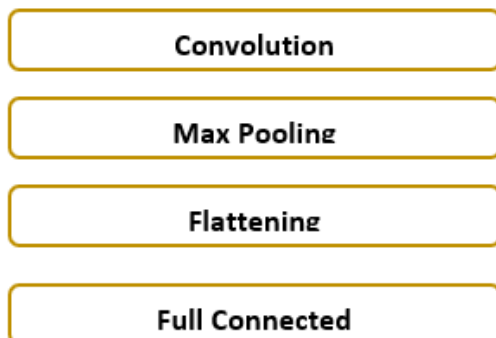 Convolution
Max Pooling
Flattening
Full Connected